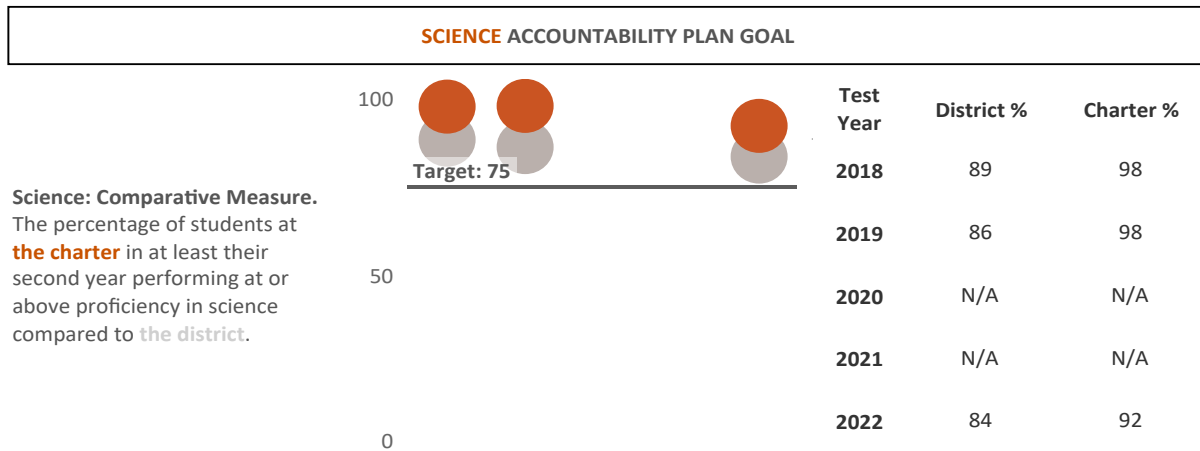 SCIENCE ACCOUNTABILITY PLAN GOAL
Science: Comparative Measure.
The percentage of students at
the charter in at least their
second year performing at or
above proficiency in science
compared to the district.
100
Target: 75
50
0
Test Year District % Charter %
2018 89 98
2019 86 98
2020 N/A N/A
2021 N/A N/A
2022 84 92